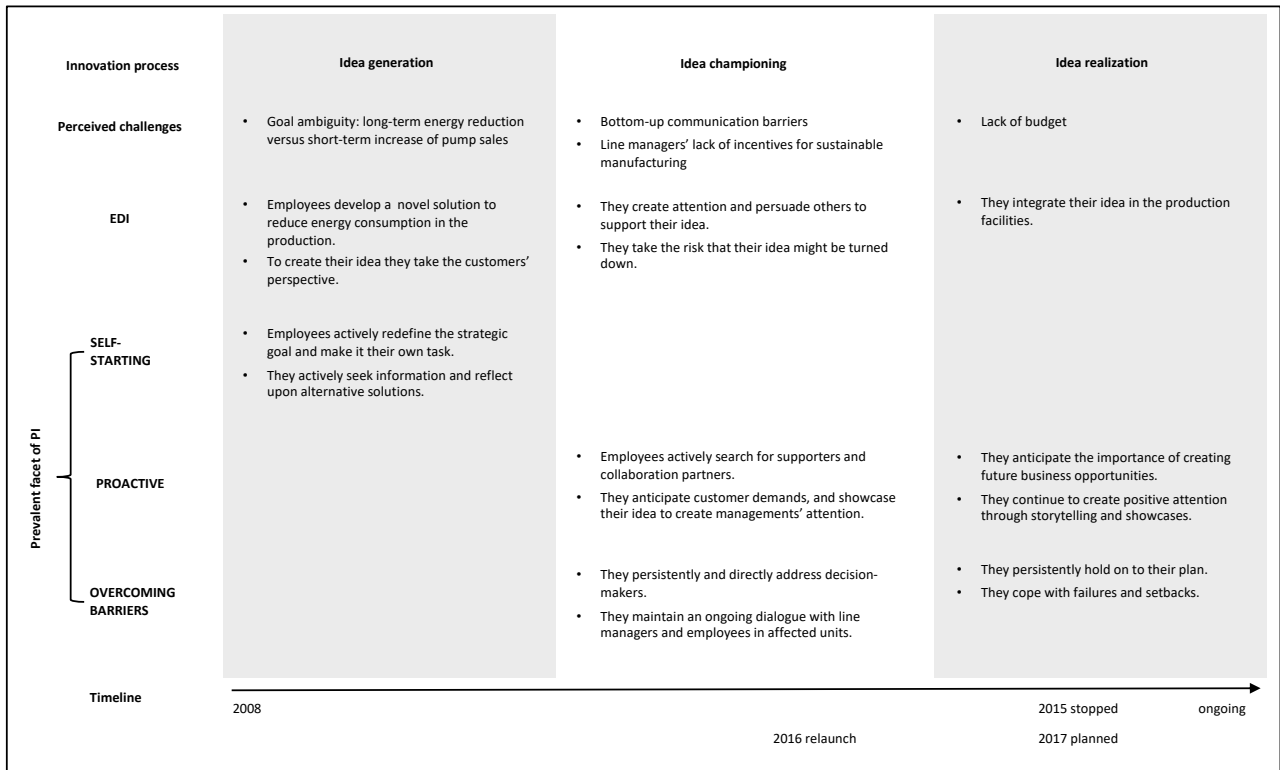 Innovation process
Idea generation
Idea championing
Idea realization
Perceived challenges
• Goal ambiguity: long-term energy reduction
versus short-term increase of pump sales
• Bottom-up communication barriers
• Line managers’ lack of incentives for sustainable
manufacturing
• Lack of budget
EDI
• Employees develop a novel solution to
reduce energy consumption in the
production.
• To create their idea they take the customers’
perspective.
• They create attention and persuade others to
support their idea.
• They take the risk that their idea might be turned
down.
• They integrate their idea in the production
facilities.
Prevalent facet of PI
SELF-
STARTING
• Employees actively redefine the strategic
goal and make it their own task.
• They actively seek information and reflect
upon alternative solutions.
PROACTIVE
• Employees actively search for supporters and
collaboration partners.
• They anticipate customer demands, and showcase
their idea to create managements’ attention.
• They anticipate the importance of creating
future business opportunities.
• They continue to create positive attention
through storytelling and showcases.
OVERCOMING
BARRIERS
• They persistently and directly address decision-
makers.
• They maintain an ongoing dialogue with line
managers and employees in affected units.
• They persistently hold on to their plan.
• They cope with failures and setbacks.
Timeline
2008
2015 stopped
ongoing
2016 relaunch
2017 planned